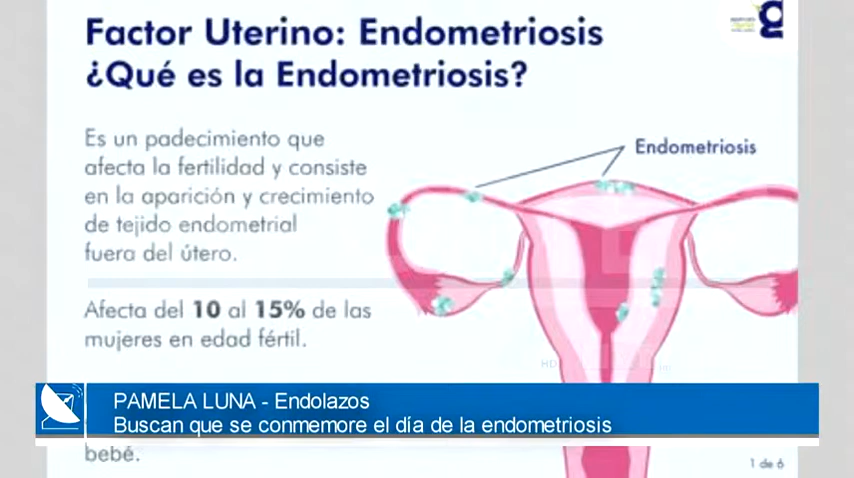 Factor Uterino: Endometriosis
¿Qué es la Endometriosis?
Es un padecimiento que
afecta la fertilidad y consiste
en la aparición y crecimiento
de tejido endometrial
fuera del útero.
Endometriosis
Afecta del 10 al 15% de las
mujeres en edad fértil.
HD
PAMELA LUNA - Endolazos
Buscan que se conmemore el día de la endometriosis
bebé.
1 de 6